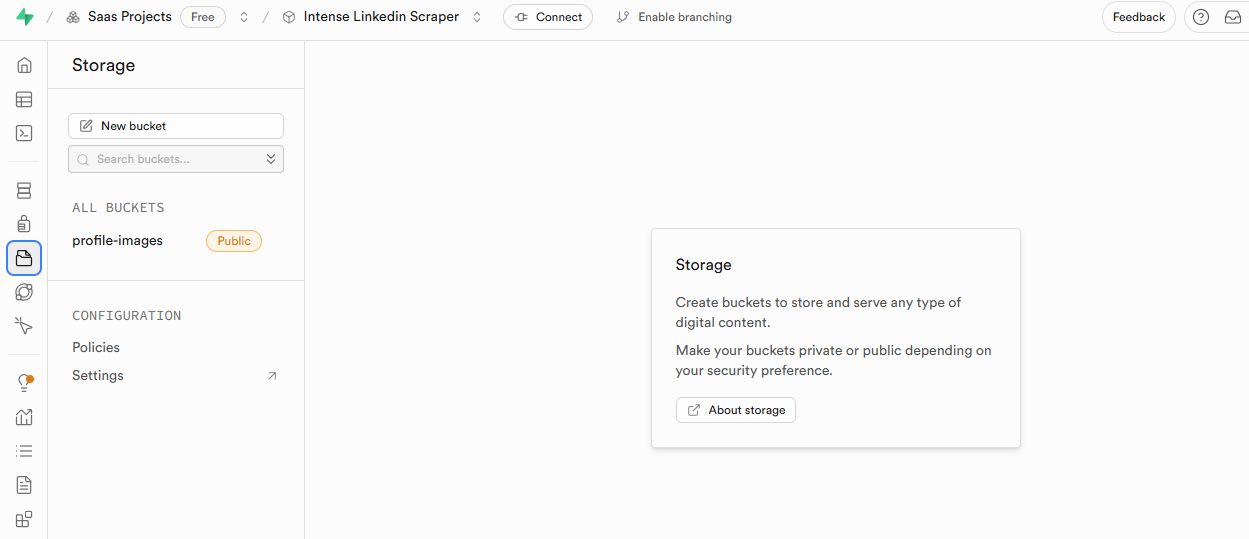 / Saas Projects Free / Intense Linkedin Scraper Connect Enable branching Feedback
Storage
New bucket
Search buckets...
ALL BUCKETS
profile-images Public
CONFIGURATION
Policies
Settings
Storage
Create buckets to store and serve any type of
digital content.
Make your buckets private or public depending on
your security preference.
About storage